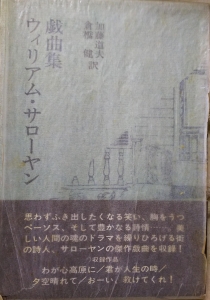 加藤道夫
倉橋健 訳
戯曲集
ウィリアム・サローヤン
思わずふき出したくなる笑い、胸をうつ
ペーソス、そして豊かなる詩情──、美
しい人間の魂のドラマを繰りひろげる街
の詩人、サローヤンの傑作戯曲を収録！
収録作品
わが心高原に／君が人生の時／
夕空晴れて／おーい、救けてくれ！